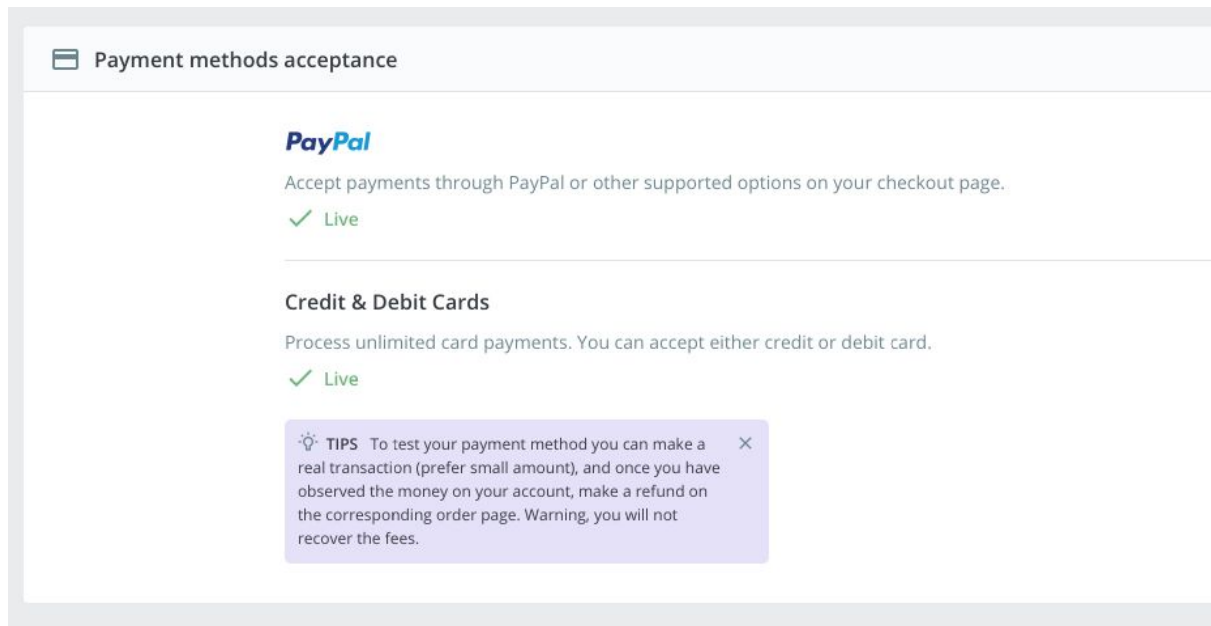 Payment methods acceptance
PayPal
Accept payments through PayPal or other supported options on your checkout page.
Live
Credit & Debit Cards
Process unlimited card payments. You can accept either credit or debit card.
Live
TIPS To test your payment method you can make a
real transaction (prefer small amount), and once you have
observed the money on your account, make a refund on
the corresponding order page. Warning, you will not
recover the fees.